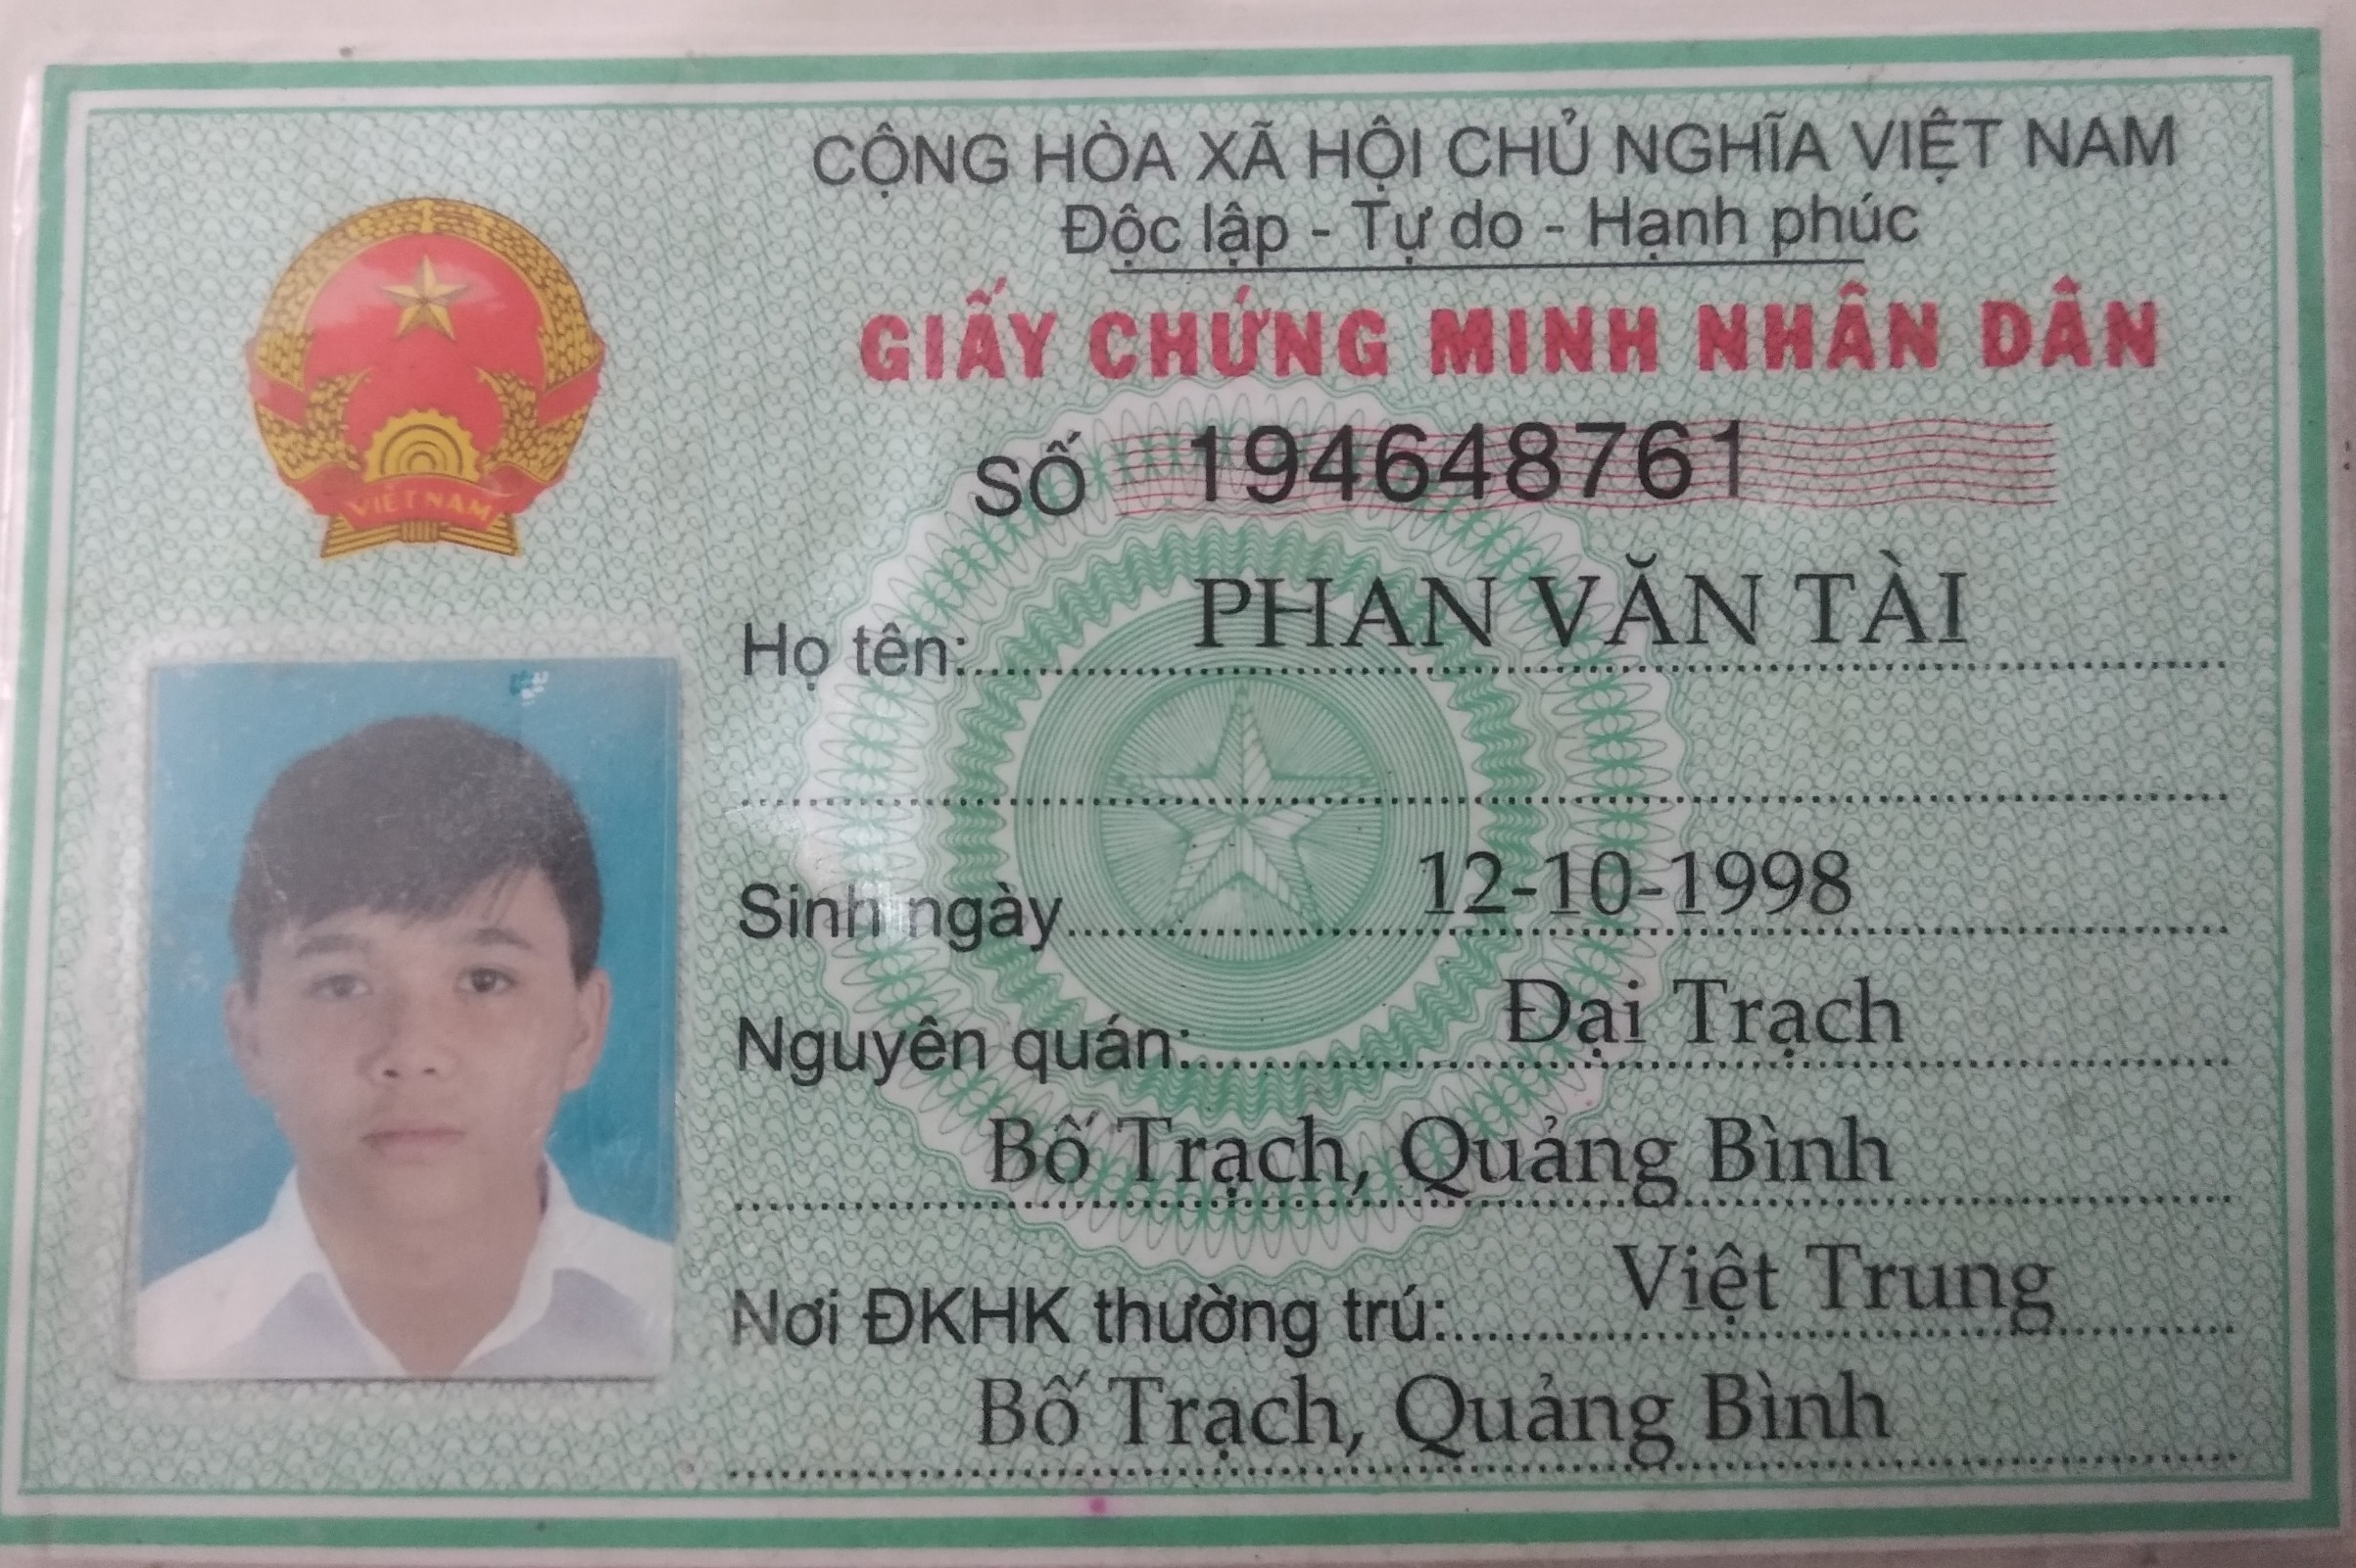 CỘNG HÒA XÃ HỘI CHỦ NGHĨA VIỆT NAM
Độc lập - Tự do - Hạnh phúc
GIẤY CHỨNG MINH NHÂN DÂN
VIỆT NAM
SỐ 194648761
Họ tên: PHAN VĂN TÀI
Sinh ngày 12-10-1998
Nguyên quán: Đại Trạch
Bố Trạch, Quảng Bình
Nơi ĐKHK thường trú: Việt Trung
Bố Trạch, Quảng Bình